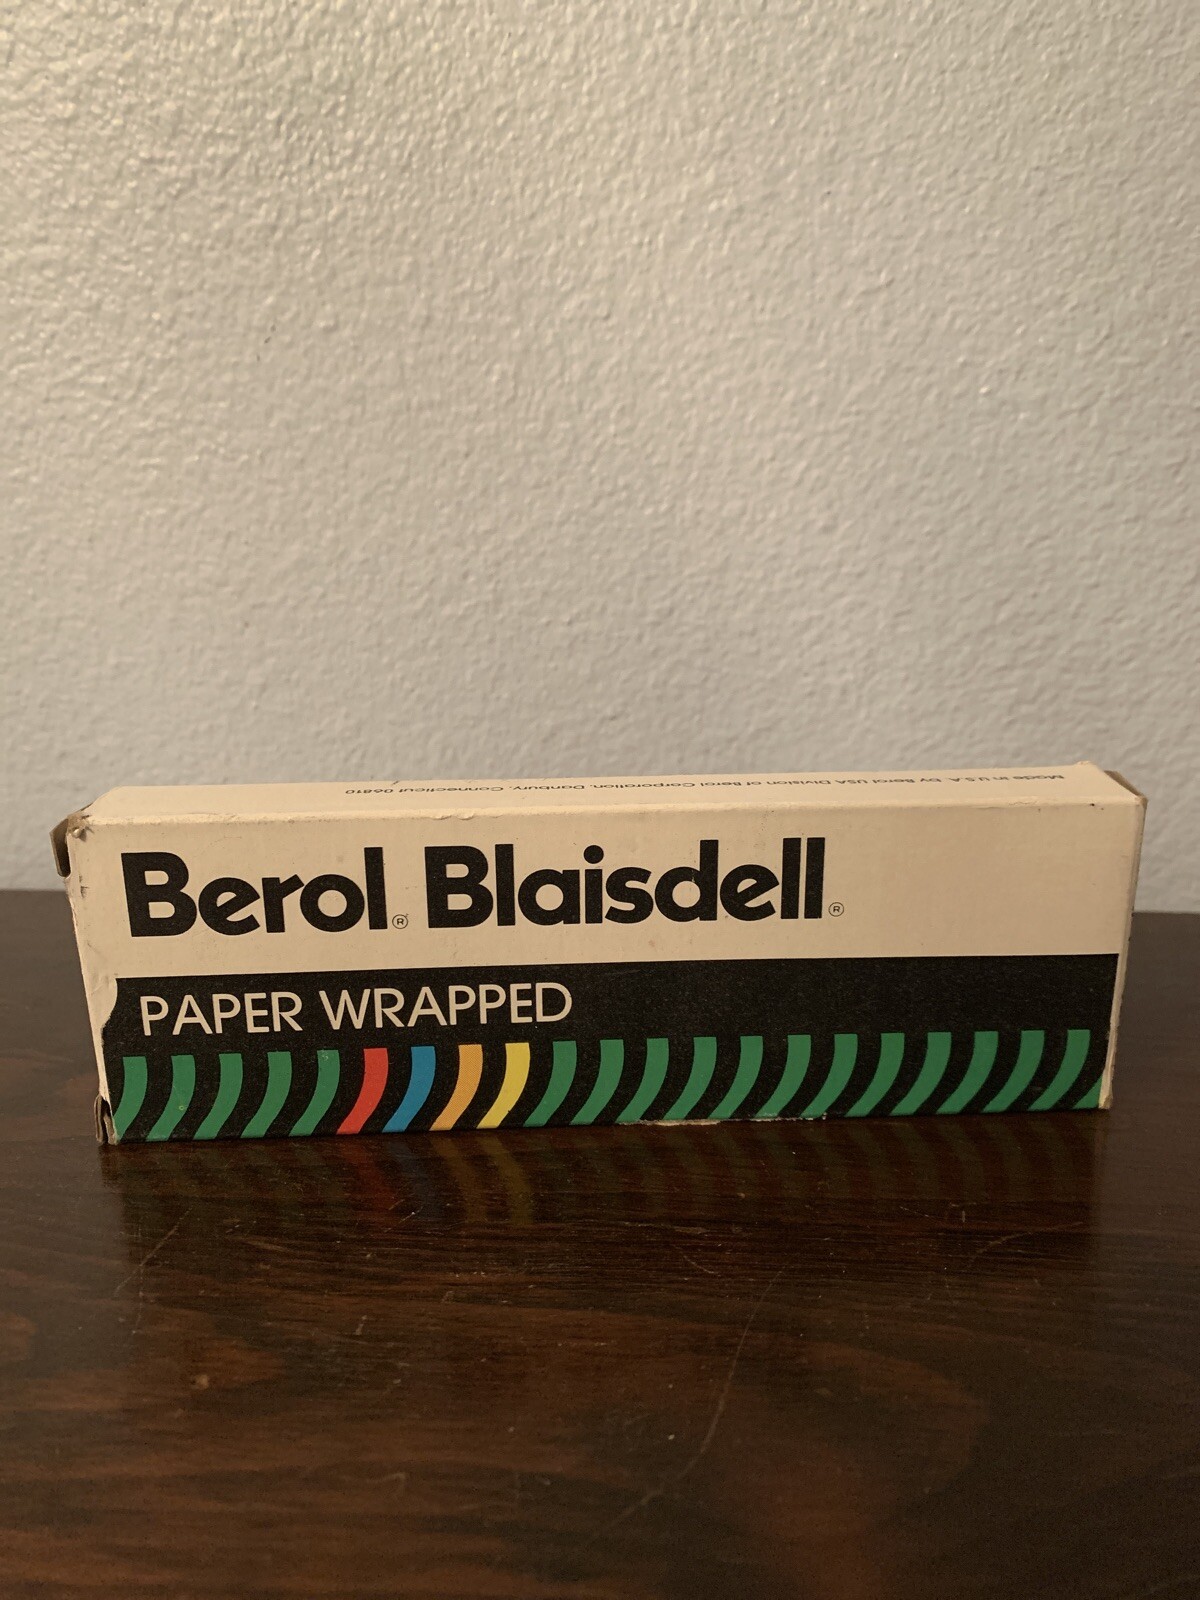 Made in U.S.A. by Berol USA Division of Berol Corporation, Danbury, Connecticut 06810
Berol® Blaisdell®
PAPER WRAPPED